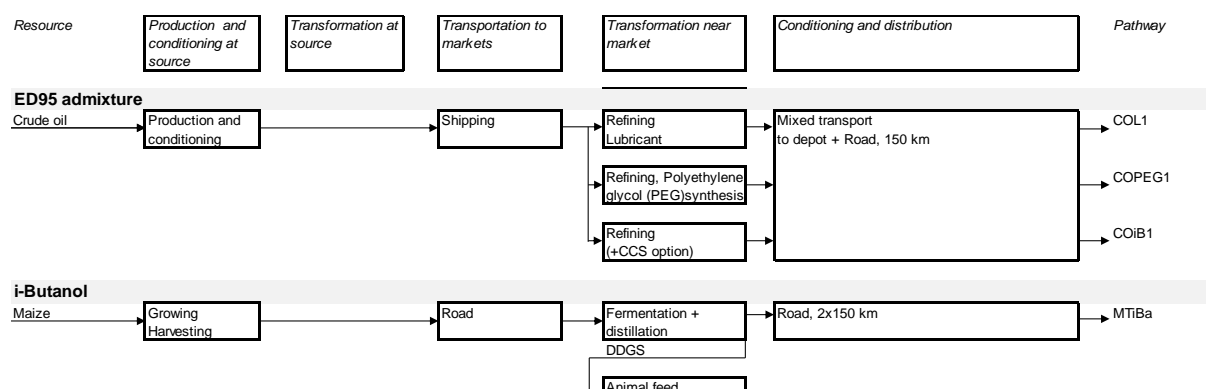 Resource
Production and
conditioning at
source
Transformation at
source
Transportation to
markets
Transformation near
market
Conditioning and distribution
Pathway
ED95 admixture
Crude oil
Production and
conditioning
Shipping
Refining
Lubricant
Mixed transport
to depot + Road, 150 km
COL1
Refining, Polyethylene
glycol (PEG)synthesis
COPEG1
Refining
(+CCS option)
COiB1
i-Butanol
Maize
Growing
Harvesting
Road
Fermentation +
distillation
Road, 2x150 km
MTiBa
DDGS
Animal feed